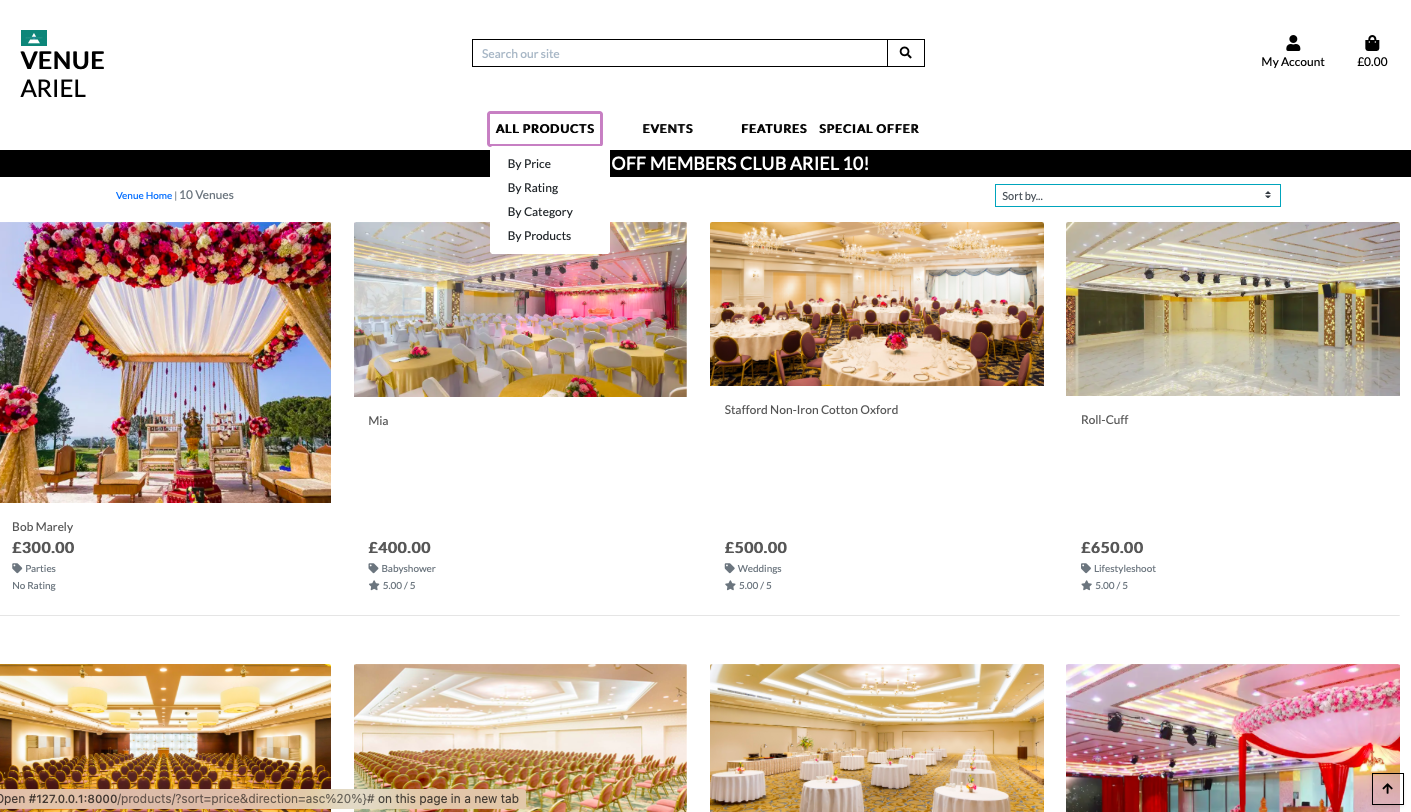 VENUE
ARIEL
Search our site
My Account
£0.00
ALL PRODUCTS
EVENTS
FEATURES
SPECIAL OFFER
By Price
By Rating
By Category
By Products
OFF MEMBERS CLUB ARIEL 10!
Venue Home | 10 Venues
Sort by...
Bob Marely
£300.00
Parties
No Rating
Mia
£400.00
Babyshower
5.00 / 5
Stafford Non-Iron Cotton Oxford
£500.00
Weddings
5.00 / 5
Roll-Cuff
£650.00
Lifestyleshoot
5.00 / 5
Open #127.0.0.1:8000/products/?sort=price&direction=asc%20%}# on this page in a new tab